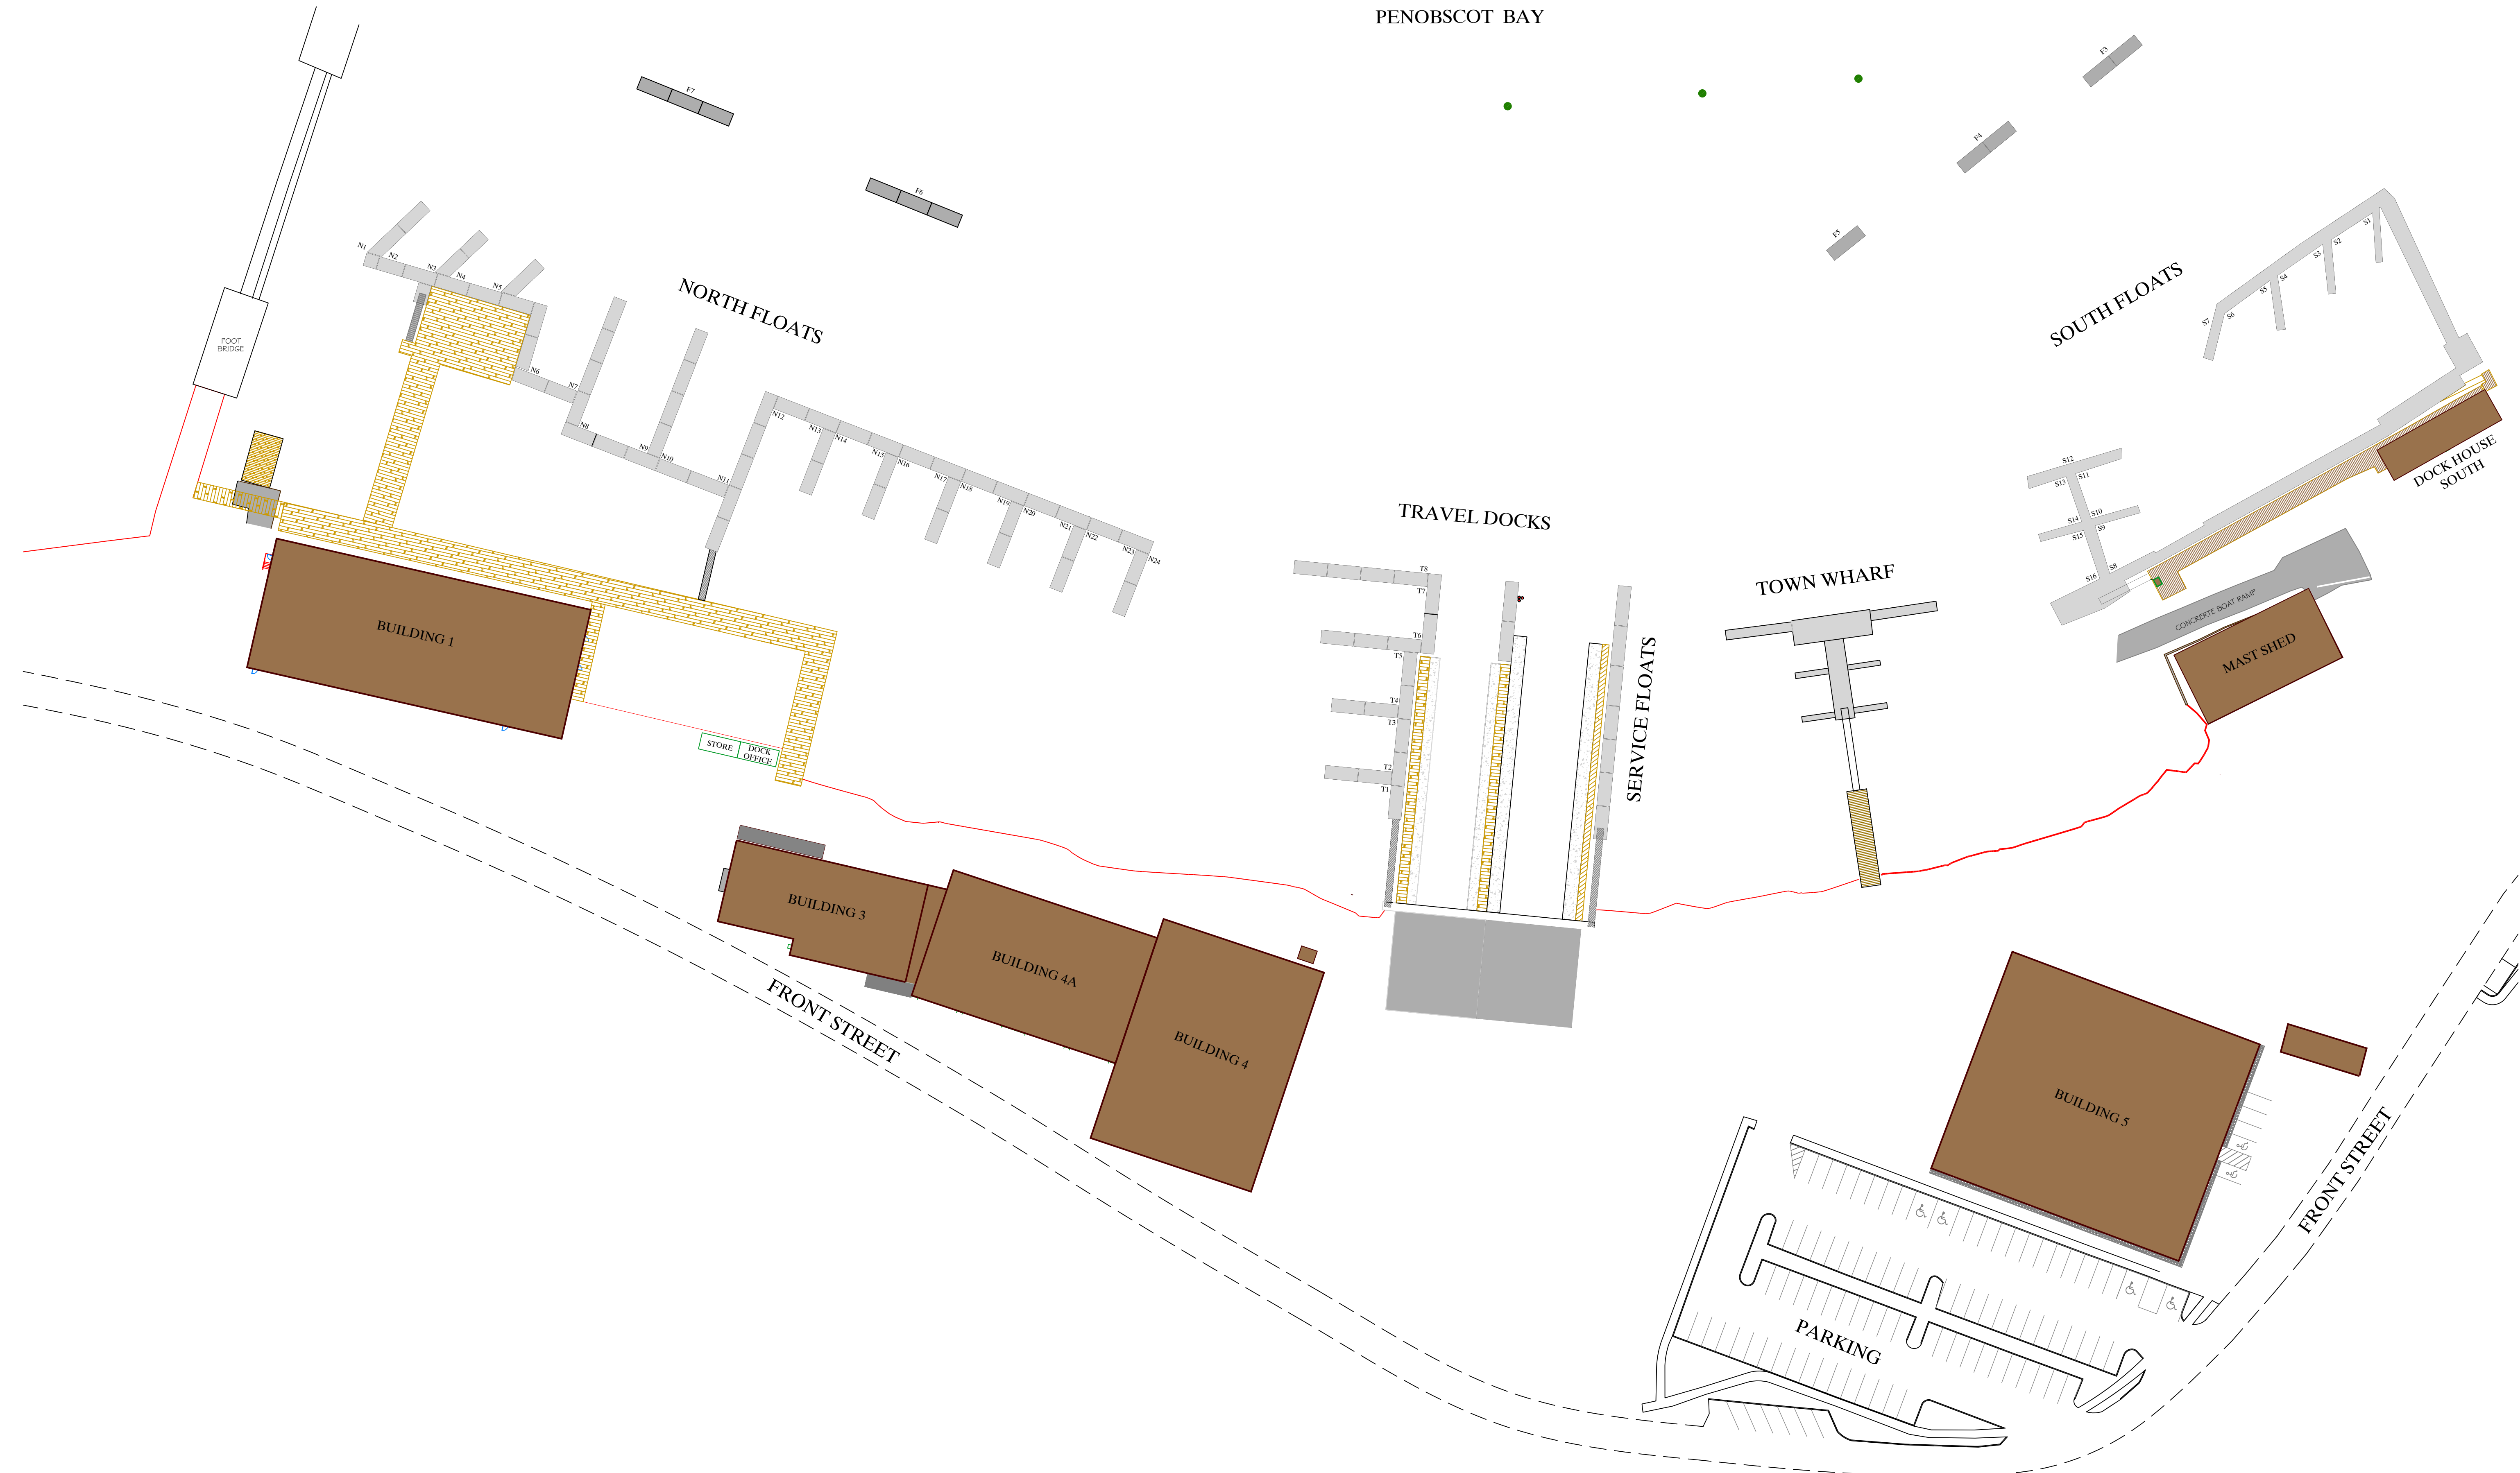 PENOBSCOT BAY
F3
F7
F4
F6
F5
N1
N2
N3
N4
N5
NORTH FLOATS
SOUTH FLOATS
S1
S2
S3
S4
S5
S6
S7
FOOT
BRIDGE
N6
N7
N8
N9
N10
N11
N12
N13
N14
N15
N16
N17
N18
N19
N20
N21
N22
N23
N24
DOCK HOUSE
SOUTH
S12
S11
S13
S10
S14
S9
S15
S8
S16
TRAVEL DOCKS
T8
T7
T6
T5
T4
T3
T2
T1
TOWN WHARF
SERVICE FLOATS
CONCRERTE BOAT RAMP
MAST SHED
BUILDING 1
STORE
DOCK
OFFICE
BUILDING 3
BUILDING 4A
BUILDING 4
FRONT STREET
BUILDING 5
FRONT STREET
PARKING